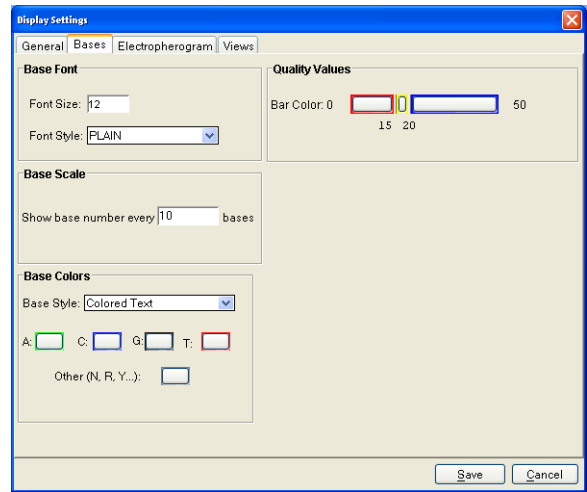 Display Settings
General Bases Electropherogram Views
Base Font
Font Size: 12
Font Style: PLAIN
Quality Values
Bar Color: 0 50
15 20
Base Scale
Show base number every 10 bases
Base Colors
Base Style: Colored Text
A: C: G: T:
Other (N, R, Y...):
Save Cancel